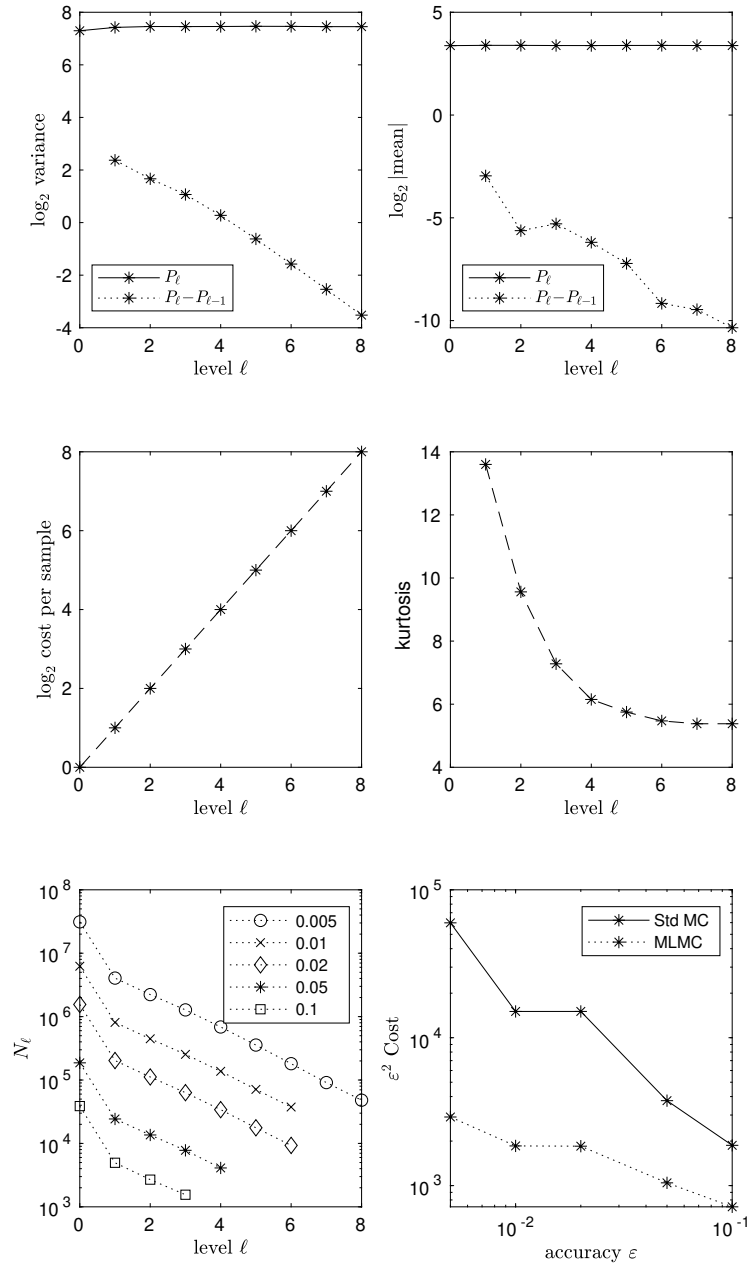 8
6
4
2
0
-2
-4
0 2 4 6 8
log₂ variance
level ℓ
P_ℓ
P_ℓ−P_{ℓ−1}
5
0
-5
-10
0 2 4 6 8
log₂ |mean|
level ℓ
P_ℓ
P_ℓ−P_{ℓ−1}
8
6
4
2
0
0 2 4 6 8
log₂ cost per sample
level ℓ
14
12
10
8
6
4
0 2 4 6 8
kurtosis
level ℓ
10⁸
10⁷
10⁶
10⁵
10⁴
10³
0 2 4 6 8
N_ℓ
level ℓ
0.005
0.01
0.02
0.05
0.1
10⁵
10⁴
10³
10⁻² 10⁻¹
ε² Cost
accuracy ε
Std MC
MLMC